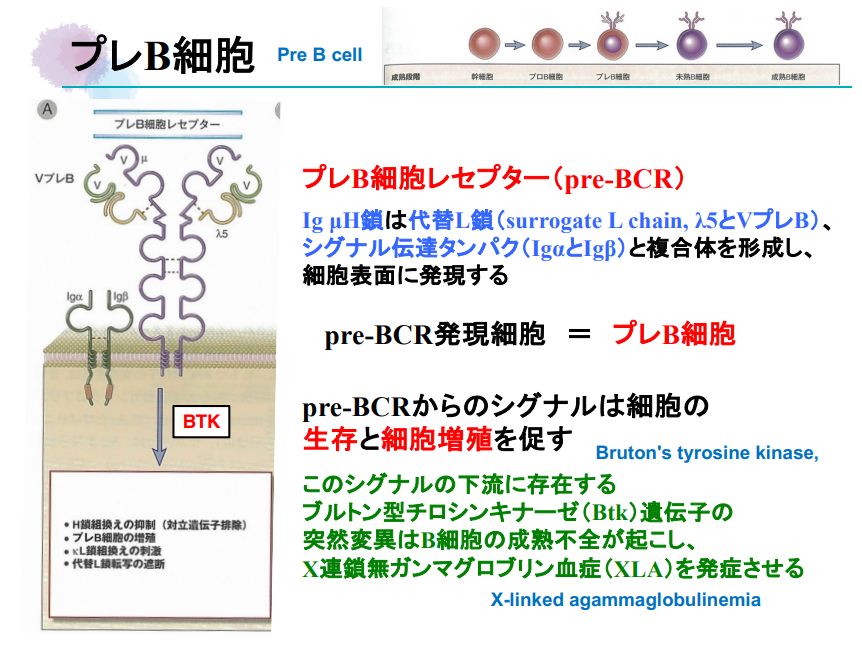 プレB細胞 Pre B cell
成熟段階 幹細胞 プロB細胞 プレB細胞 未熟B細胞 成熟B細胞
A
プレB細胞レセプター
VプレB V V μ V V
λ5
Igα Igβ
BTK
• H鎖組換えの抑制（対立遺伝子排除）
• プレB細胞の増殖
• κL鎖組換えの刺激
• 代替L鎖転写の遮断
プレB細胞レセプター（pre-BCR）
Ig μH鎖は代替L鎖（surrogate L chain, λ5とVプレB）、
シグナル伝達タンパク（IgαとIgβ）と複合体を形成し、
細胞表面に発現する
pre-BCR発現細胞 ＝ プレB細胞
pre-BCRからのシグナルは細胞の
生存と細胞増殖を促す
Bruton's tyrosine kinase,
このシグナルの下流に存在する
ブルトン型チロシンキナーゼ（Btk）遺伝子の
突然変異はB細胞の成熟不全が起こし、
X連鎖無ガンマグロブリン血症（XLA）を発症させる
X-linked agammaglobulinemia